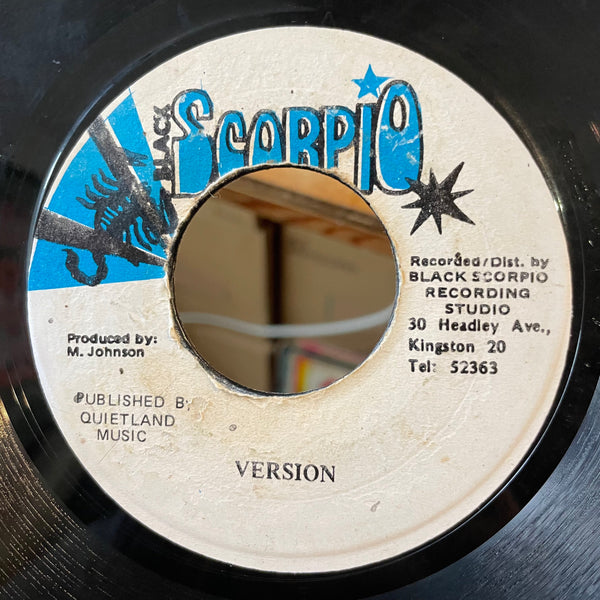 BLACK
SCORPIO
Recorded/Dist. by
BLACK SCORPIO
RECORDING
STUDIO
30 Headley Ave.,
Kingston 20
Tel: 52363
Produced by:
M. Johnson
PUBLISHED BY
QUIETLAND
MUSIC
VERSION